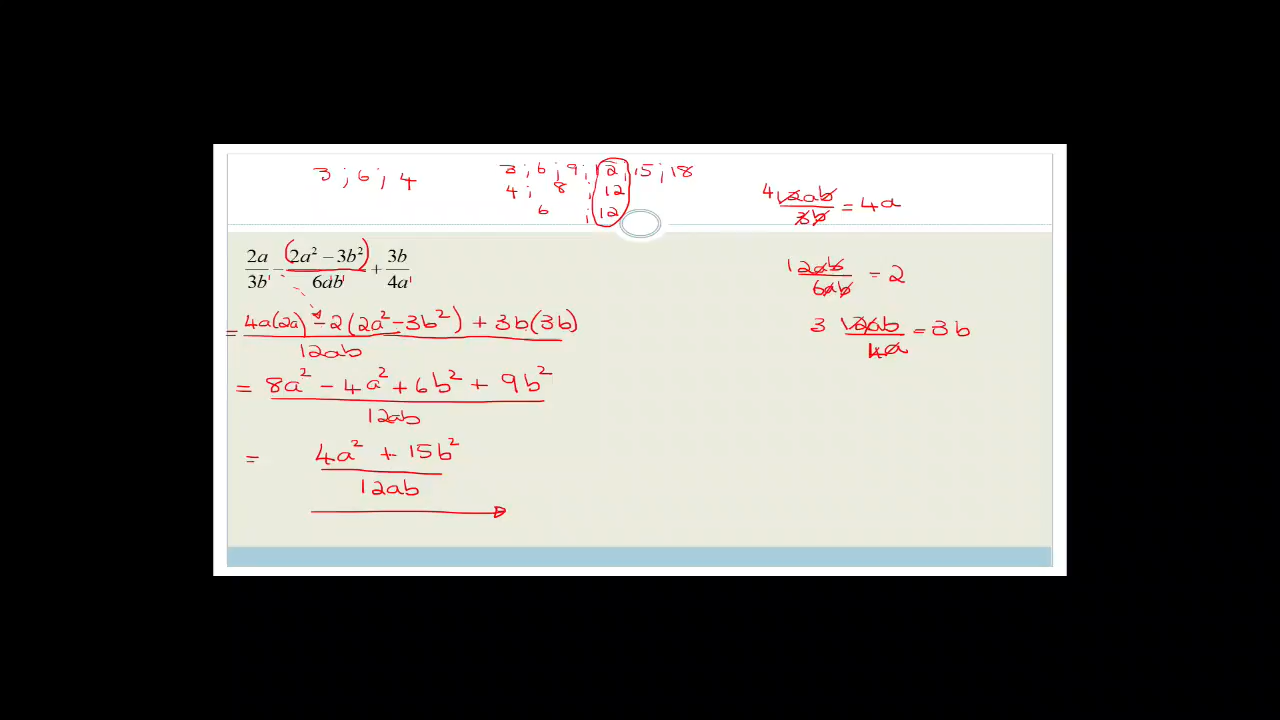 3 ; 6 ; 4
3 ; 6 ; 9 ; 12 ; 15 ; 18
4 ; 8 ; 12
6 ; 12
12ab/3b = 4a
4
2a/3b − (2a² − 3b²)/6ab + 3b/4a
12ab/6ab = 2
= (4a(2a) − 2(2a² − 3b²) + 3b(3b))/12ab
3 12ab/4a = 3b
= (8a² − 4a² + 6b² + 9b²)/12ab
= (4a² + 15b²)/12ab